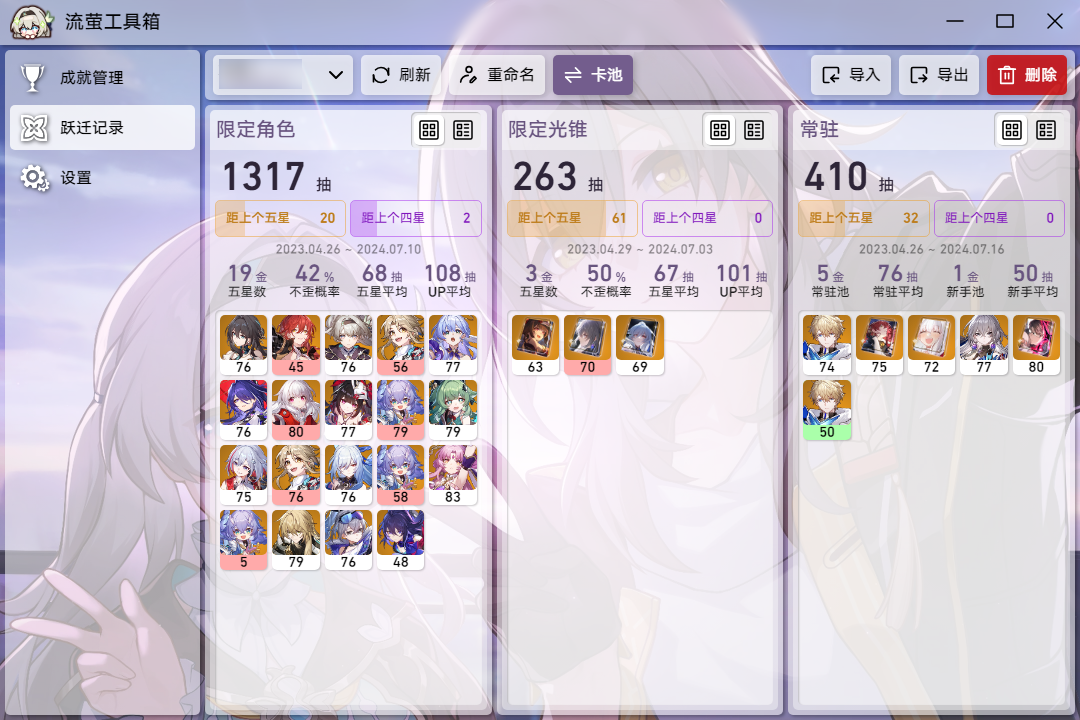 流萤工具箱
成就管理
跃迁记录
设置
刷新 重命名 卡池 导入 导出 删除
限定角色
1317 抽
距上个五星 20 距上个四星 2
2023.04.26 ~ 2024.07.10
19 金 42 % 68 抽 108 抽
五星数 不歪概率 五星平均 UP平均
76 45 76 56 77
76 80 77 79 79
75 76 76 58 83
5 79 76 48
限定光锥
263 抽
距上个五星 61 距上个四星 0
2023.04.29 ~ 2024.07.03
3 金 50 % 67 抽 101 抽
五星数 不歪概率 五星平均 UP平均
63 70 69
常驻
410 抽
距上个五星 32 距上个四星 0
2023.04.26 ~ 2024.07.16
5 金 76 抽 1 金 50 抽
常驻池 常驻平均 新手池 新手平均
74 75 72 77 80
50